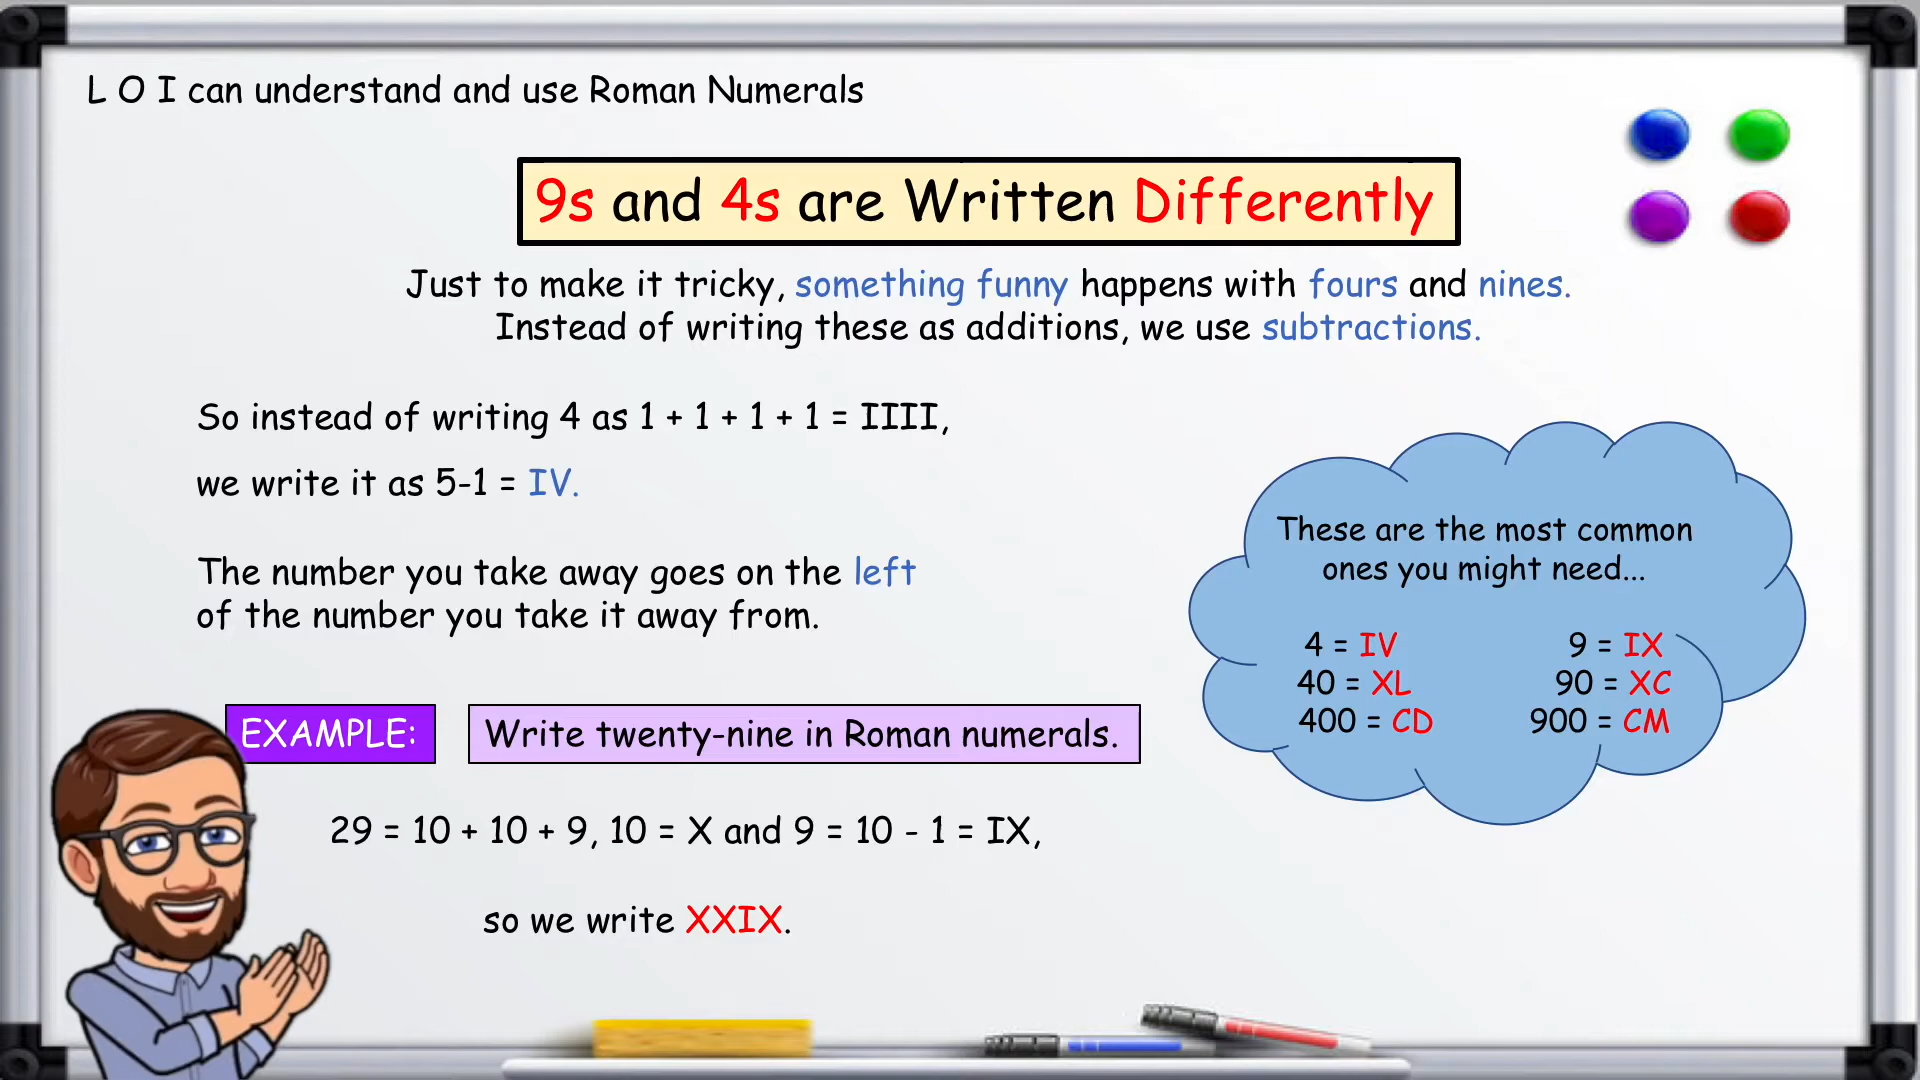 L O I can understand and use Roman Numerals
9s and 4s are Written Differently
Just to make it tricky, something funny happens with fours and nines.
Instead of writing these as additions, we use subtractions.
So instead of writing 4 as 1 + 1 + 1 + 1 = IIII,
we write it as 5-1 = IV.
The number you take away goes on the left
of the number you take it away from.
These are the most common
ones you might need...
4 = IV 9 = IX
40 = XL 90 = XC
400 = CD 900 = CM
EXAMPLE: Write twenty-nine in Roman numerals.
29 = 10 + 10 + 9, 10 = X and 9 = 10 - 1 = IX,
so we write XXIX.